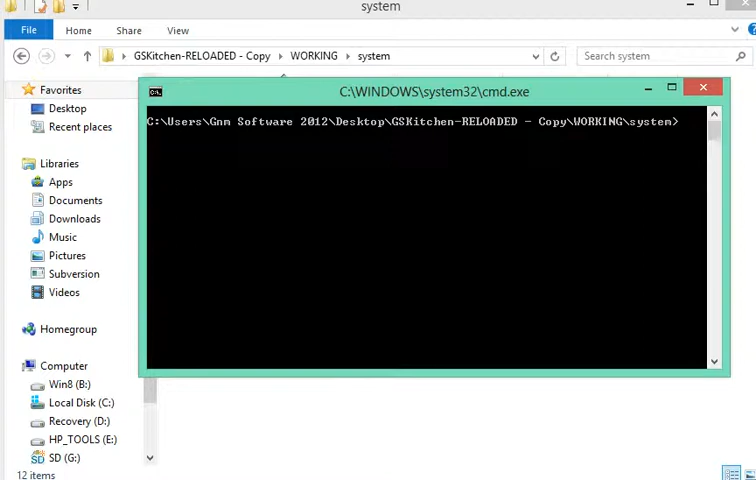 system
File
Home
Share
View
GSKitchen-RELOADED - Copy
WORKING
system
Search system
Favorites
Desktop
Recent places
Libraries
Apps
Documents
Downloads
Music
Pictures
Subversion
Videos
Homegroup
Computer
Win8 (B:)
Local Disk (C:)
Recovery (D:)
HP_TOOLS (E:)
SD (G:)
12 items
C:\WINDOWS\system32\cmd.exe
C:\Users\Gnm Software 2012\Desktop\GSKitchen-RELOADED - Copy\WORKING\system>